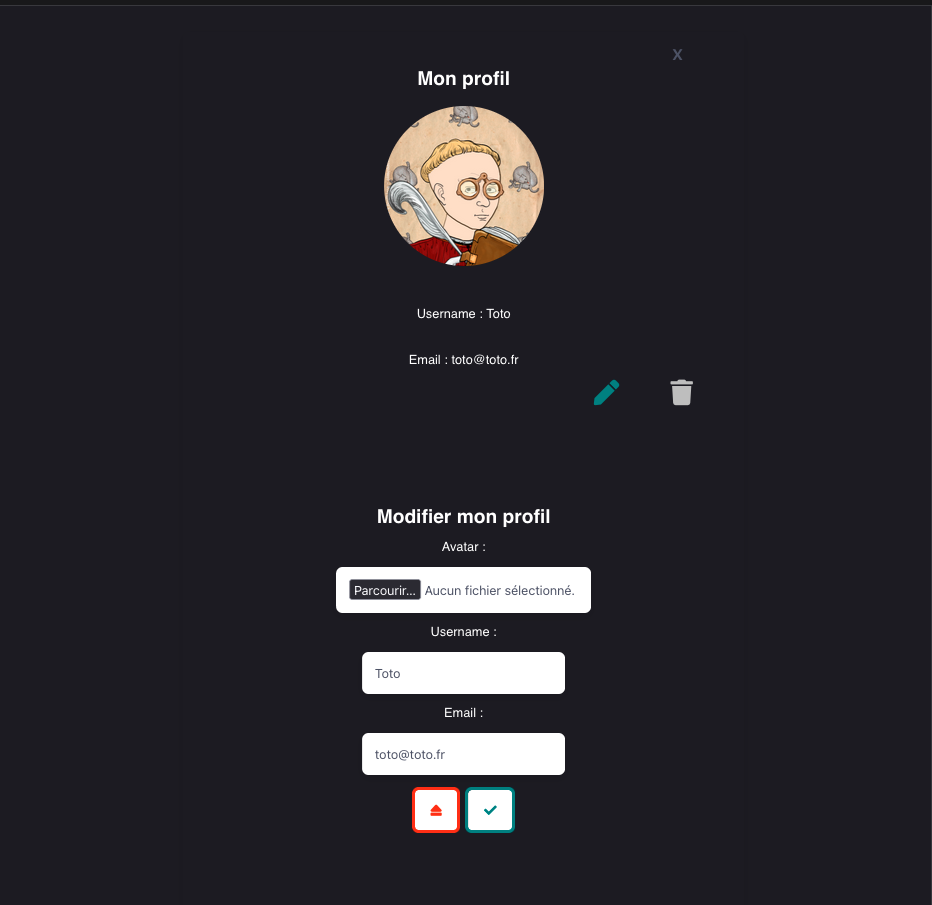 X
Mon profil
Username : Toto
Email : toto@toto.fr
Modifier mon profil
Avatar :
Parcourir... Aucun fichier sélectionné.
Username :
Toto
Email :
toto@toto.fr